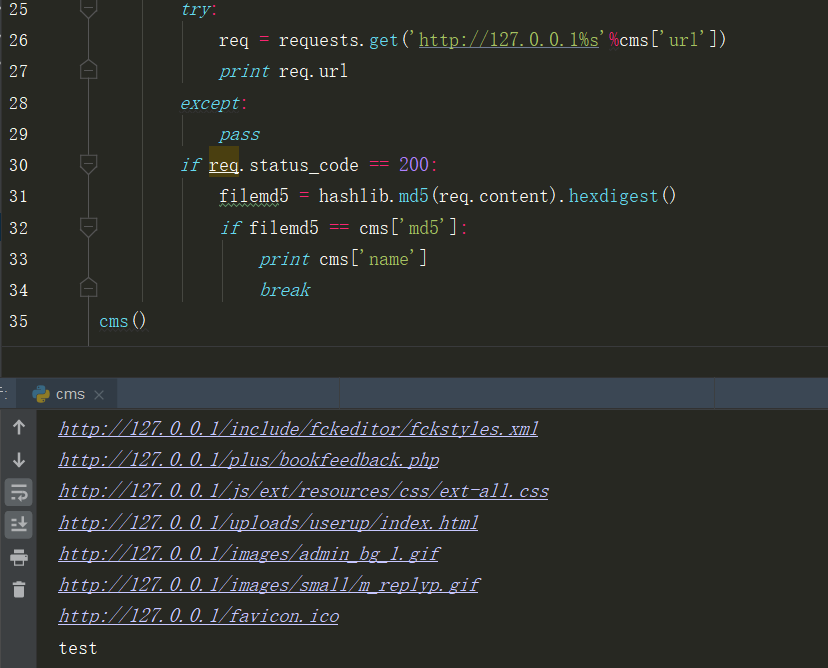 25 try:
26 req = requests.get('http://127.0.0.1%s'%cms['url'])
27 print req.url
28 except:
29 pass
30 if req.status_code == 200:
31 filemd5 = hashlib.md5(req.content).hexdigest()
32 if filemd5 == cms['md5']:
33 print cms['name']
34 break
35 cms()
cms
http://127.0.0.1/include/fckeditor/fckstyles.xml
http://127.0.0.1/plus/bookfeedback.php
http://127.0.0.1/js/ext/resources/css/ext-all.css
http://127.0.0.1/uploads/userup/index.html
http://127.0.0.1/images/admin_bg_1.gif
http://127.0.0.1/images/small/m_replyp.gif
http://127.0.0.1/favicon.ico
test